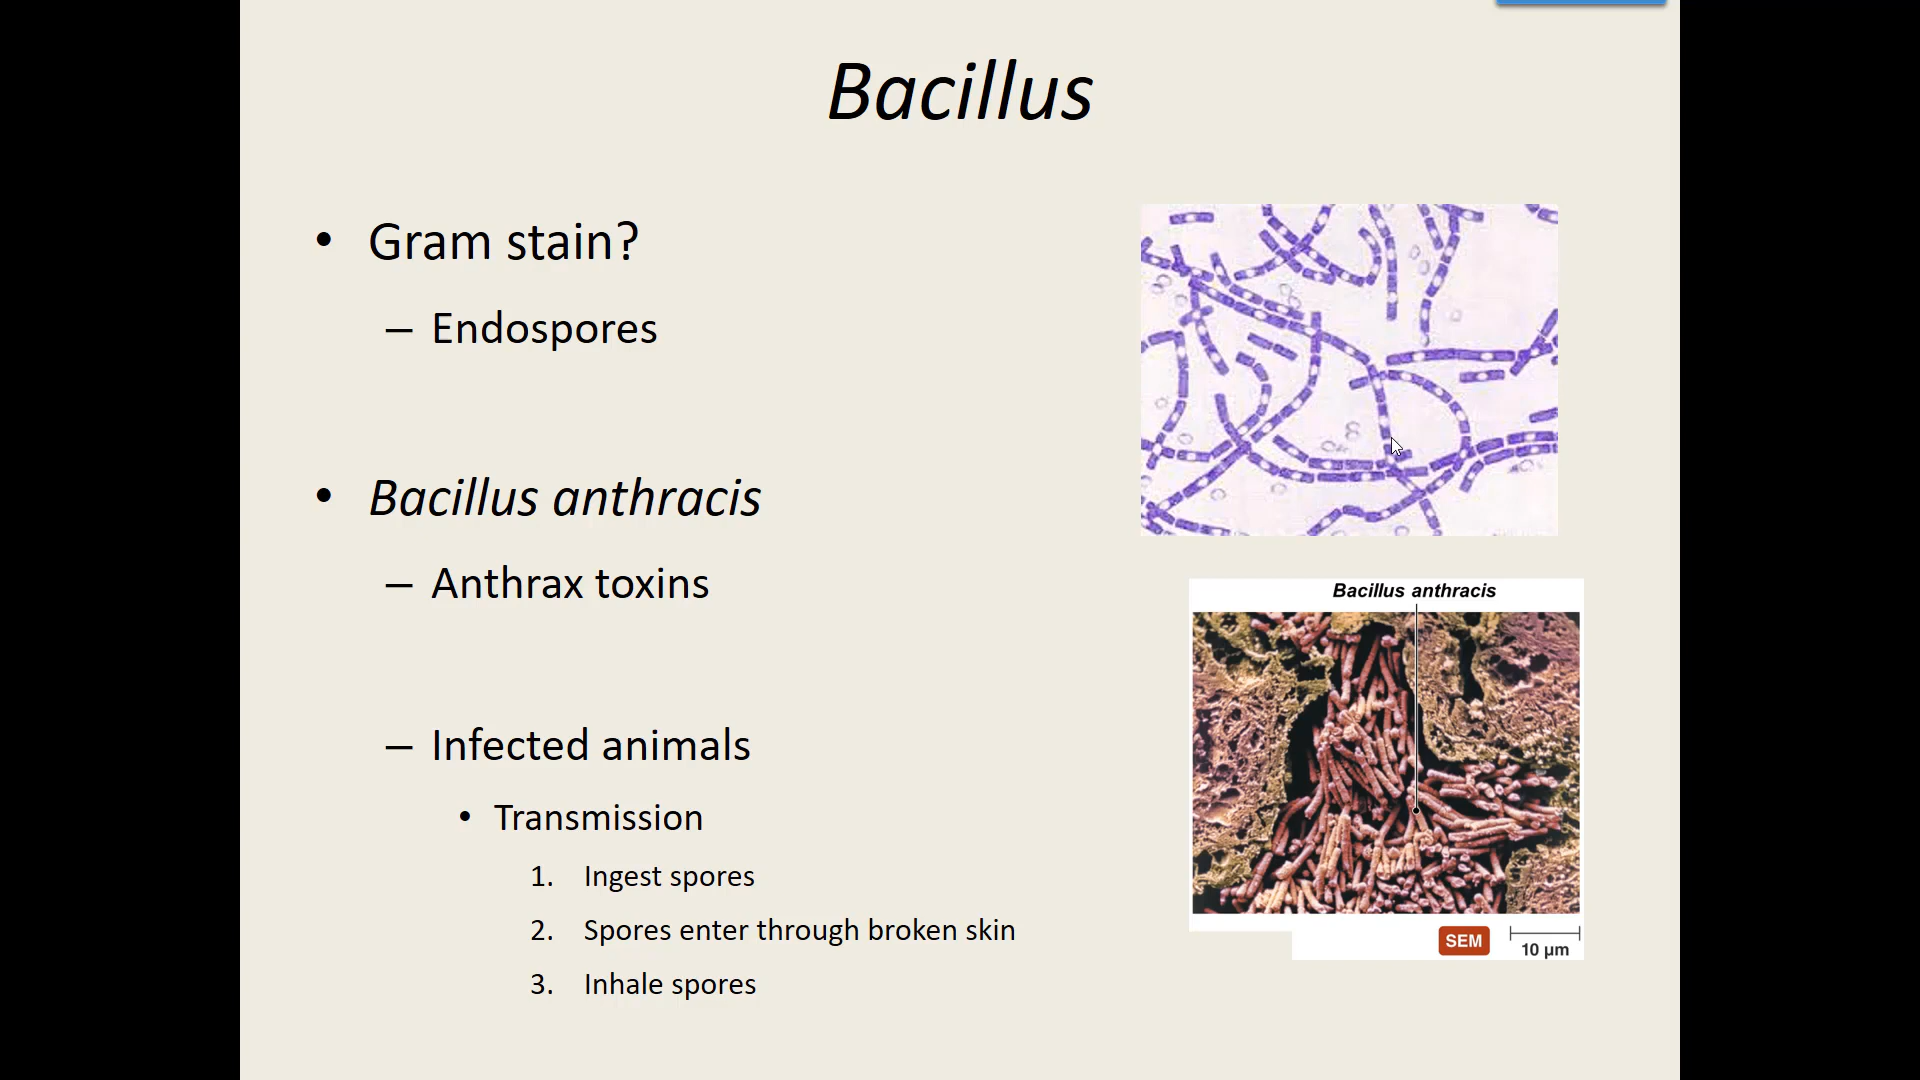 Bacillus
• Gram stain?
– Endospores
• Bacillus anthracis
– Anthrax toxins
– Infected animals
• Transmission
1. Ingest spores
2. Spores enter through broken skin
3. Inhale spores
Bacillus anthracis
SEM
10 µm